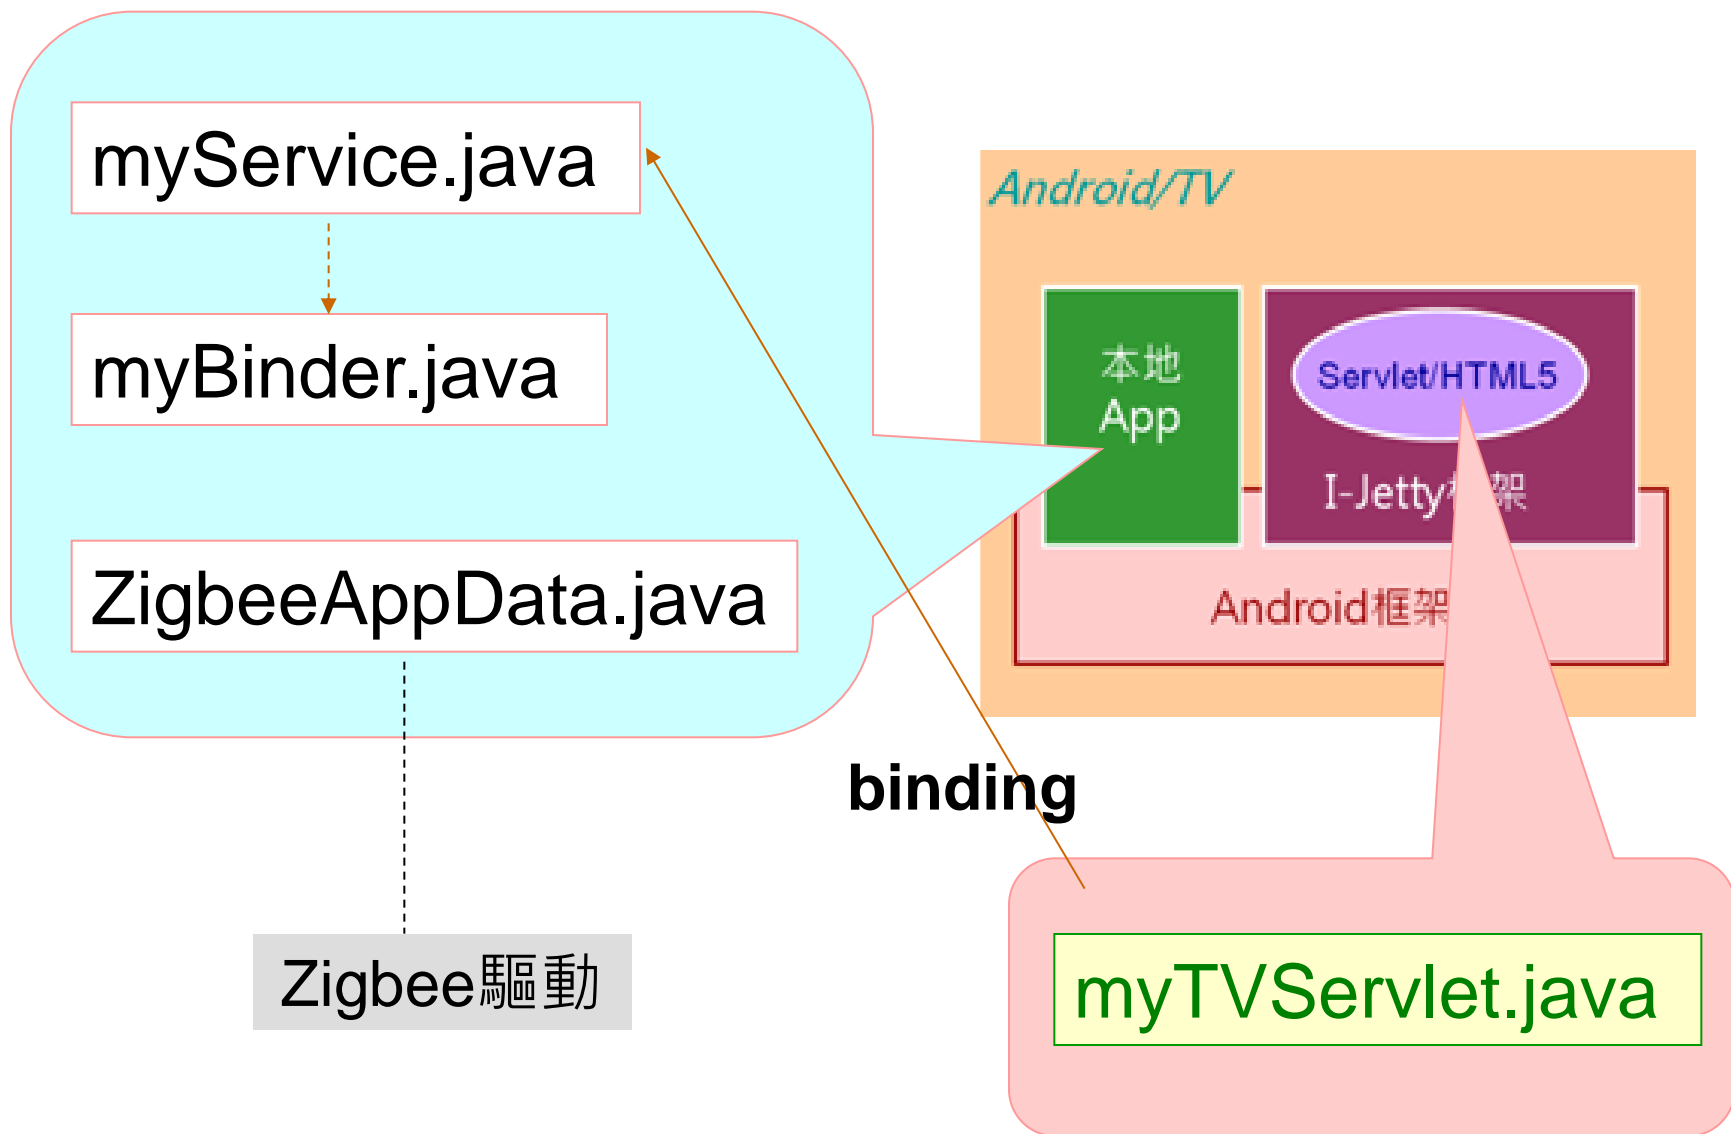 myService.java
myBinder.java
ZigbeeAppData.java
Zigbee驅動
Android/TV
本地
App
Servlet/HTML5
I-Jetty 架
Android框架
binding
myTVServlet.java